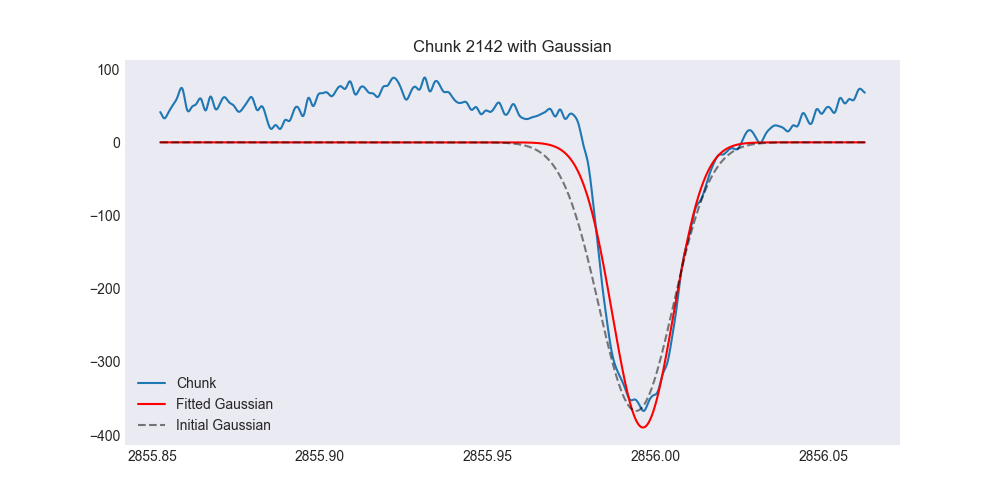 Chunk 2142 with Gaussian
100
0
−100
−200
−300
−400
Chunk
Fitted Gaussian
Initial Gaussian
2855.85 2855.90 2855.95 2856.00 2856.05